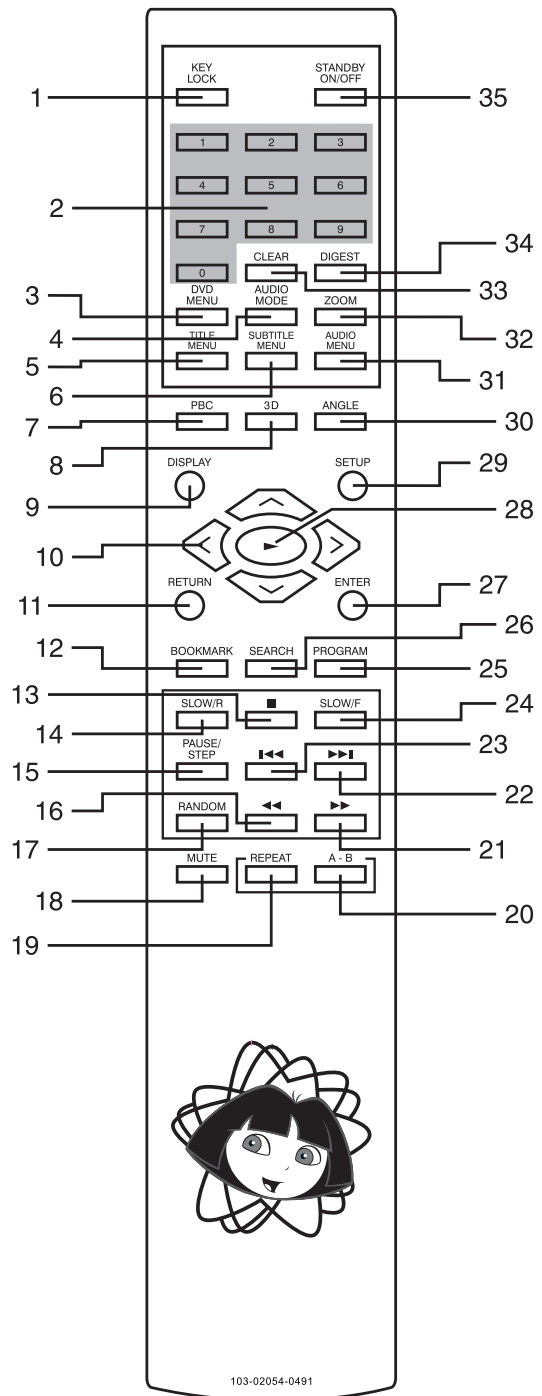 KEY LOCK
STANDBY ON/OFF
1
35
1 2 3
4 5 6
2
7 8 9
34
CLEAR
DIGEST
0
33
3
DVD MENU
AUDIO MODE
ZOOM
4
32
TITLE MENU
SUBTITLE MENU
AUDIO MENU
5
31
6
PBC
3D
ANGLE
7
30
8
DISPLAY
SETUP
29
9
28
10
RETURN
ENTER
27
11
26
12
BOOKMARK
SEARCH
PROGRAM
25
13
SLOW/R
SLOW/F
24
14
PAUSE/ STEP
23
15
22
16
RANDOM
21
17
MUTE
REPEAT
A - B
18
20
19
103-02054-0491